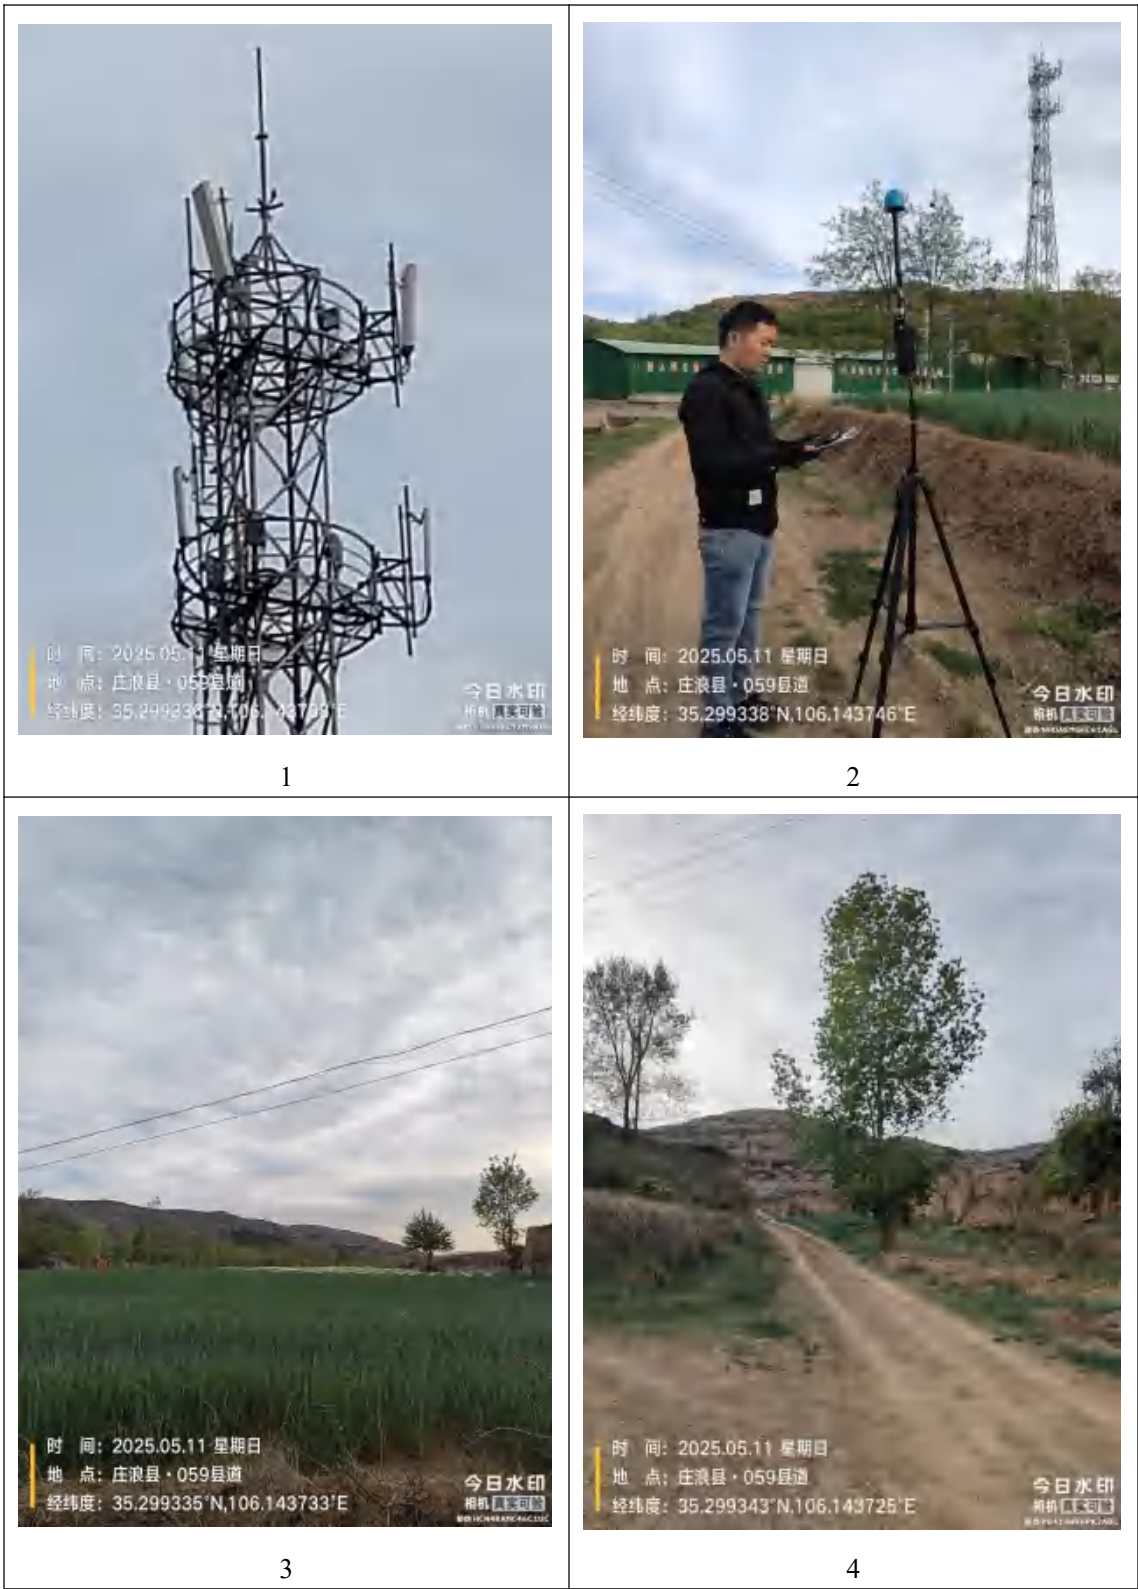 时 间：2025.05.11 星期日
地 点：庄浪县·059县道
今日水印
相机 真实可验
1
时 间：2025.05.11 星期日
地 点：庄浪县·059县道
经纬度：35.299338°N,106.143746°E
今日水印
相机 真实可验
2
时 间：2025.05.11 星期日
地 点：庄浪县·059县道
经纬度：35.299335°N,106.143733°E
今日水印
相机 真实可验
3
时 间：2025.05.11 星期日
地 点：庄浪县·059县道
经纬度：35.299343°N,106.143725°E
今日水印
相机 真实可验
4